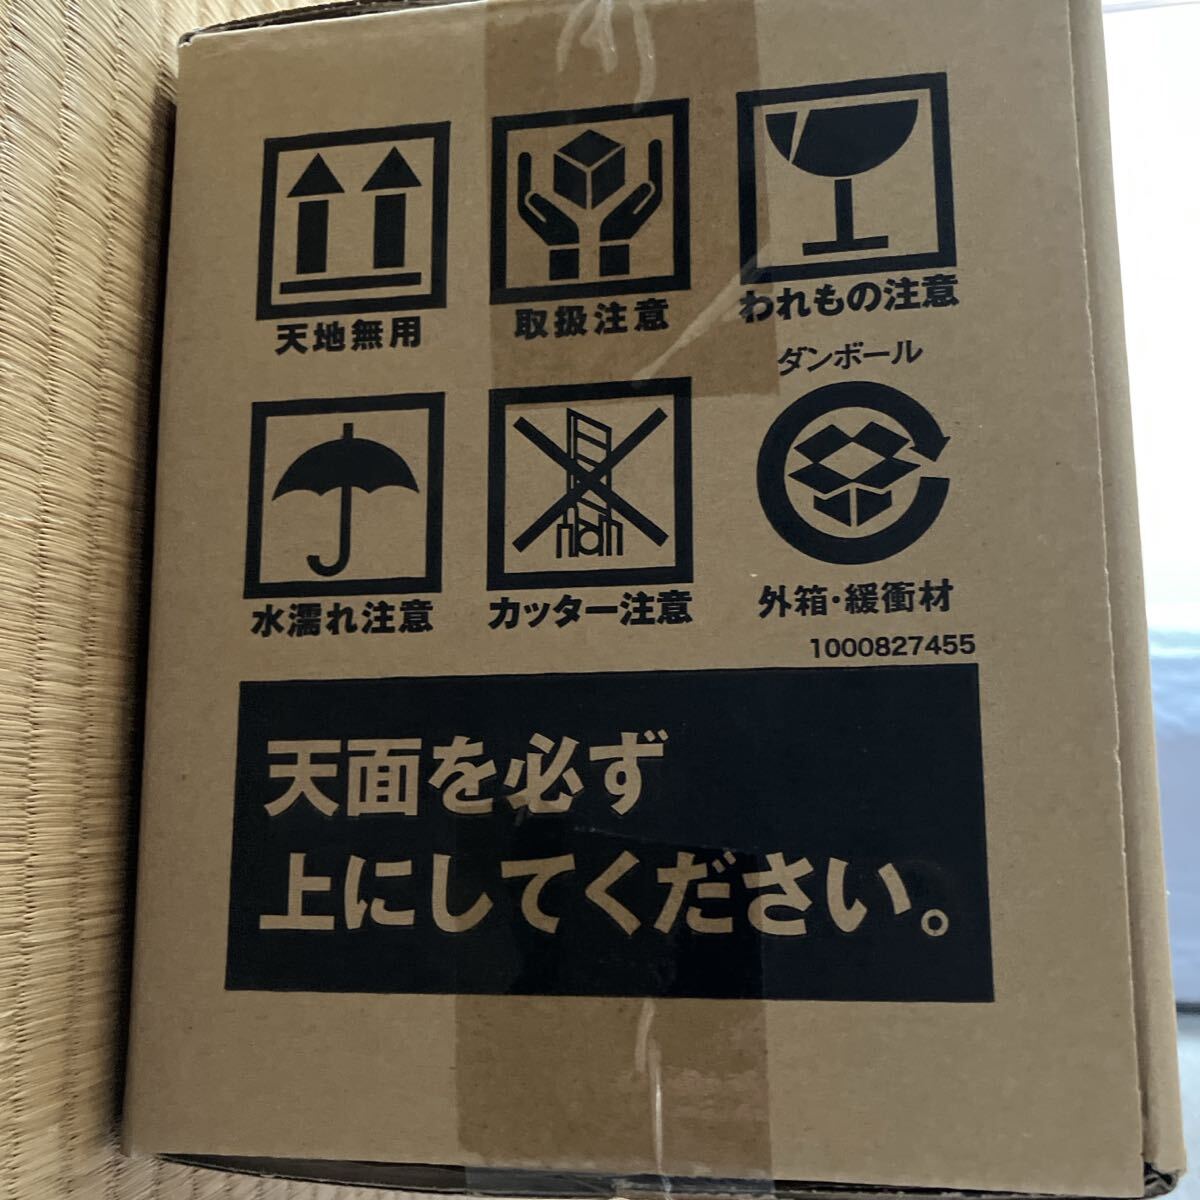 天地無用
取扱注意
われもの注意
ダンボール
水濡れ注意
カッター注意
外箱・緩衝材
1000827455
天面を必ず
上にしてください。